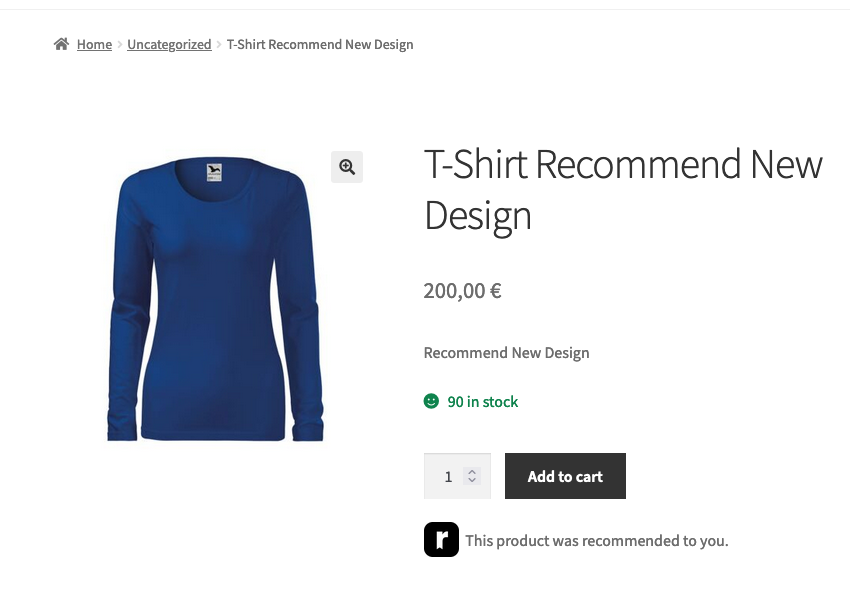 Home > Uncategorized > T-Shirt Recommend New Design
T-Shirt Recommend New
Design
200,00 €
Recommend New Design
90 in stock
1
Add to cart
r
This product was recommended to you.